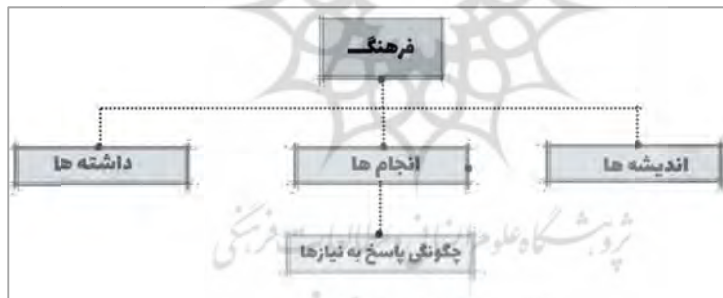 فرهنگ
اندیشه ها
انجام ها
داشته ها
چگونگی پاسخ به نیازها